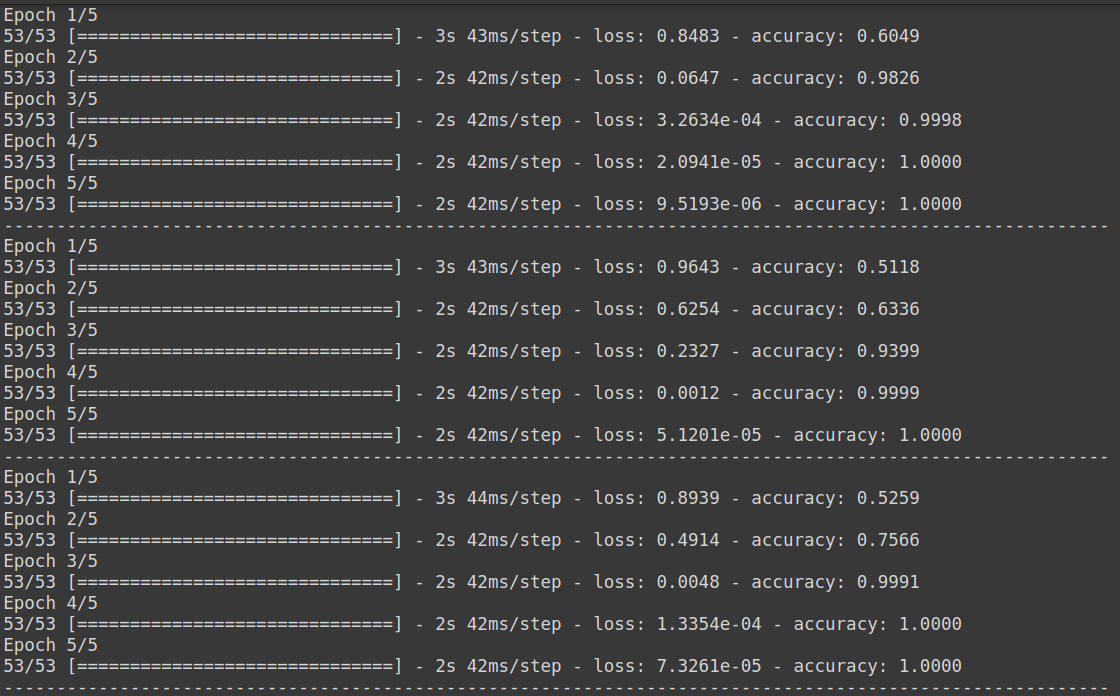 Epoch 1/5
53/53 [==============================] - 3s 43ms/step - loss: 0.8483 - accuracy: 0.6049
Epoch 2/5
53/53 [==============================] - 2s 42ms/step - loss: 0.0647 - accuracy: 0.9826
Epoch 3/5
53/53 [==============================] - 2s 42ms/step - loss: 3.2634e-04 - accuracy: 0.9998
Epoch 4/5
53/53 [==============================] - 2s 42ms/step - loss: 2.0941e-05 - accuracy: 1.0000
Epoch 5/5
53/53 [==============================] - 2s 42ms/step - loss: 9.5193e-06 - accuracy: 1.0000
---------------------------------------------------------------------------------------------------------
Epoch 1/5
53/53 [==============================] - 3s 43ms/step - loss: 0.9643 - accuracy: 0.5118
Epoch 2/5
53/53 [==============================] - 2s 42ms/step - loss: 0.6254 - accuracy: 0.6336
Epoch 3/5
53/53 [==============================] - 2s 42ms/step - loss: 0.2327 - accuracy: 0.9399
Epoch 4/5
53/53 [==============================] - 2s 42ms/step - loss: 0.0012 - accuracy: 0.9999
Epoch 5/5
53/53 [==============================] - 2s 42ms/step - loss: 5.1201e-05 - accuracy: 1.0000
---------------------------------------------------------------------------------------------------------
Epoch 1/5
53/53 [==============================] - 3s 44ms/step - loss: 0.8939 - accuracy: 0.5259
Epoch 2/5
53/53 [==============================] - 2s 42ms/step - loss: 0.4914 - accuracy: 0.7566
Epoch 3/5
53/53 [==============================] - 2s 42ms/step - loss: 0.0048 - accuracy: 0.9991
Epoch 4/5
53/53 [==============================] - 2s 42ms/step - loss: 1.3354e-04 - accuracy: 1.0000
Epoch 5/5
53/53 [==============================] - 2s 42ms/step - loss: 7.3261e-05 - accuracy: 1.0000
---------------------------------------------------------------------------------------------------------